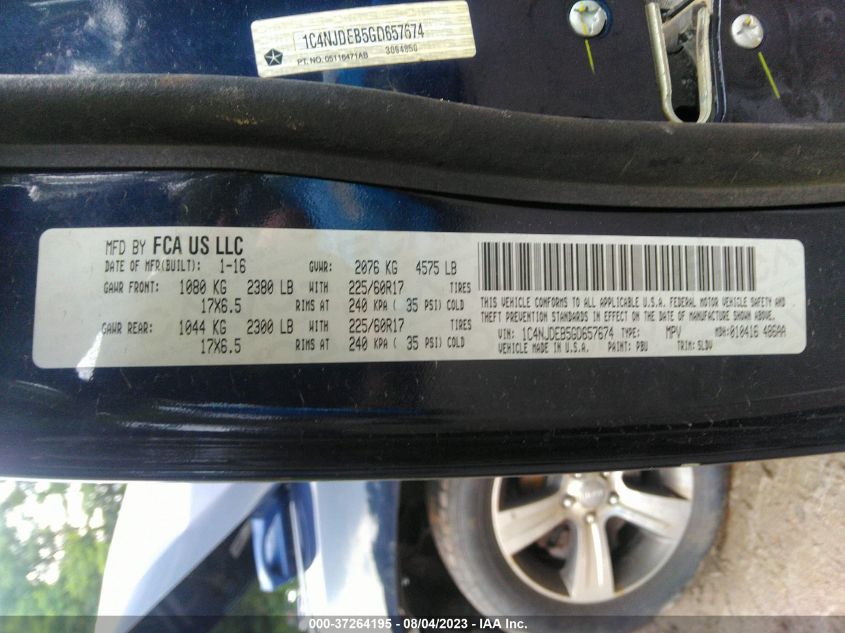 1C4NJDEB5GD657674
PT. NO. 05116471AB 3064950
MFD BY FCA US LLC
DATE OF MFR(BUILT): 1-16 GVWR: 2076 KG 4575 LB
GAWR FRONT: 1080 KG 2380 LB WITH 225/60R17 TIRES
17X6.5 RIMS AT 240 KPA ( 35 PSI) COLD
GAWR REAR: 1044 KG 2300 LB WITH 225/60R17 TIRES
17X6.5 RIMS AT 240 KPA ( 35 PSI) COLD
THIS VEHICLE CONFORMS TO ALL APPLICABLE U.S.A. FEDERAL MOTOR VEHICLE SAFETY AND
THEFT PREVENTION STANDARDS IN EFFECT ON THE DATE OF MANUFACTURE SHOWN ABOVE.
VIN: 1C4NJDEB5GD657674 TYPE: MPV MDH:010416 486AA
VEHICLE MADE IN U.S.A. PAINT: PBU TRIM: SLDV
000-37264195 - 08/04/2023 - IAA Inc.